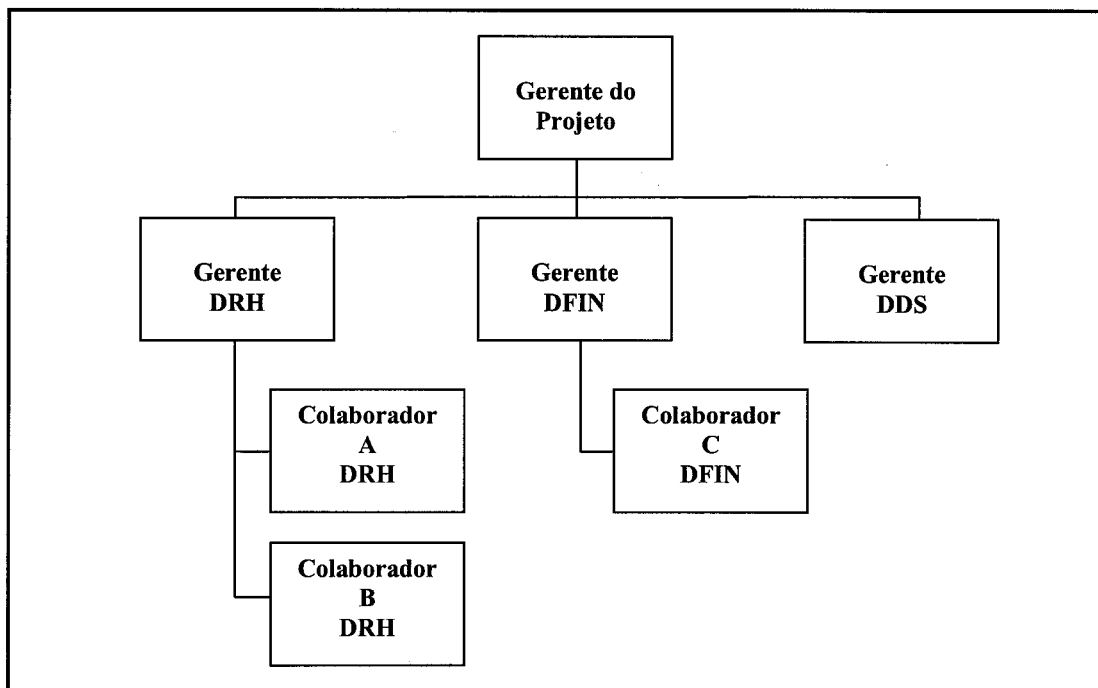 Gerente do
Projeto
Gerente
DRH
Gerente
DFIN
Gerente
DDS
Colaborador
A
DRH
Colaborador
C
DFIN
Colaborador
B
DRH